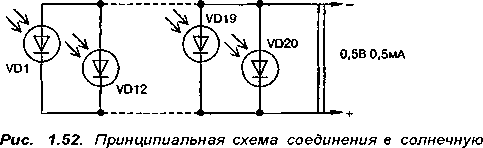 VD19
VD20
VD1
VD12
0,5В 0,5мА
−
+
Рис. 1.52. Принципиальная схема соединения в солнечную